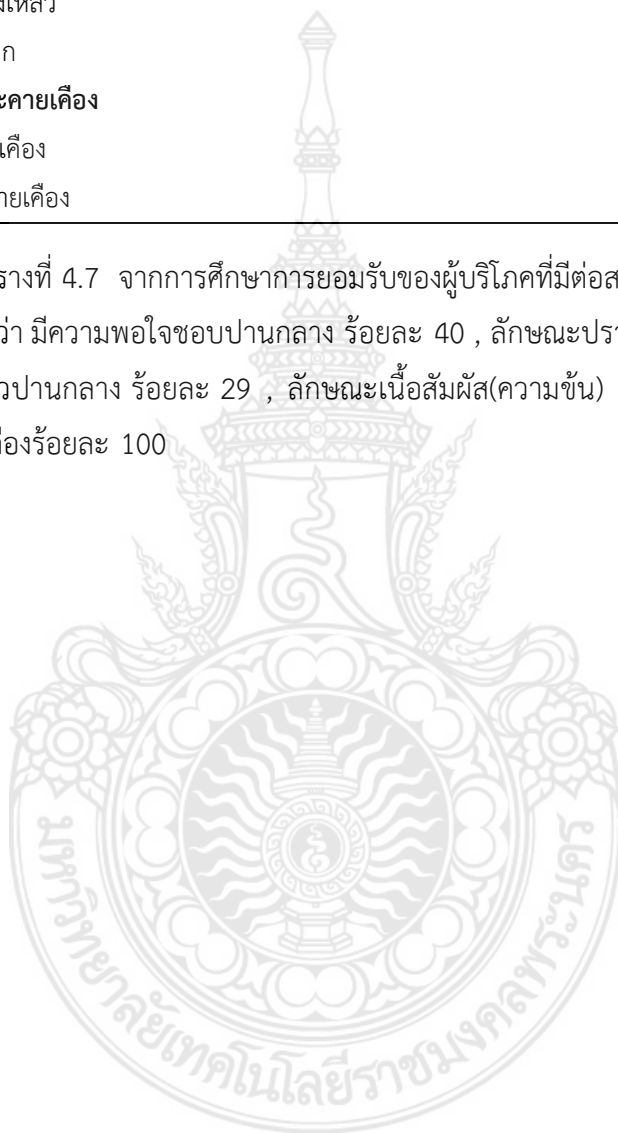 งเหลว
ก
ะคายเคือง
เคือง
ายเคือง
รางที่ 4.7 จากการศึกษาการยอมรับของผู้บริโภคที่มีต่อส
ว่า มีความพอใจชอบปานกลาง ร้อยละ 40 , ลักษณะปรา
วปานกลาง ร้อยละ 29 , ลักษณะเนื้อสัมผัส(ความข้น)
คืองร้อยละ 100
มหาวิทยาลัยเทคโนโลยีราชมงคลพระนคร